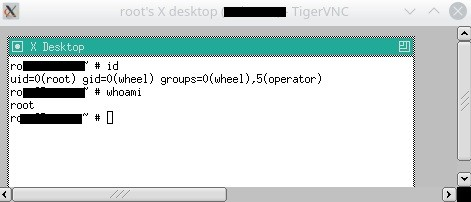 root's X desktop ( - TigerVNC
X Desktop
ro ~ # id
uid=0(root) gid=0(wheel) groups=0(wheel),5(operator)
ro ~ # whoami
root
ro ~ #